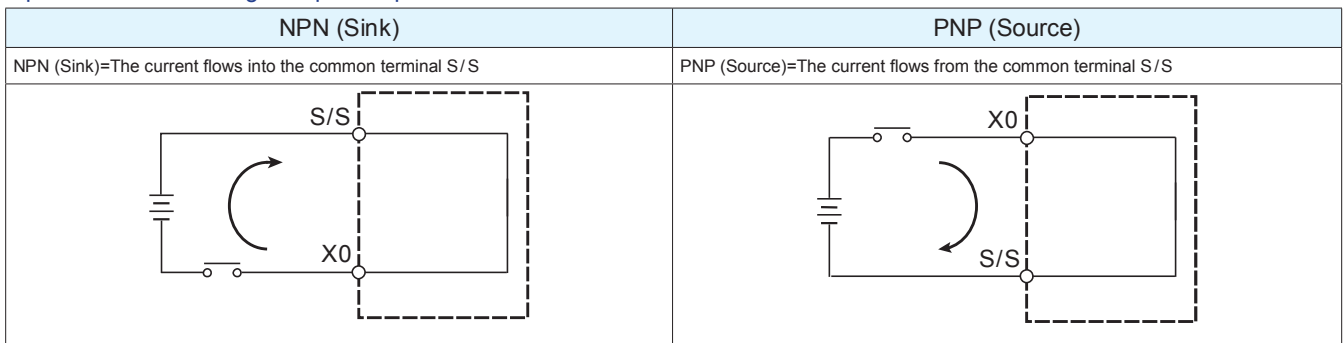 NPN (Sink)
PNP (Source)
NPN (Sink)=The current flows into the common terminal S/S
PNP (Source)=The current flows from the common terminal S/S
S/S
X0
X0
S/S